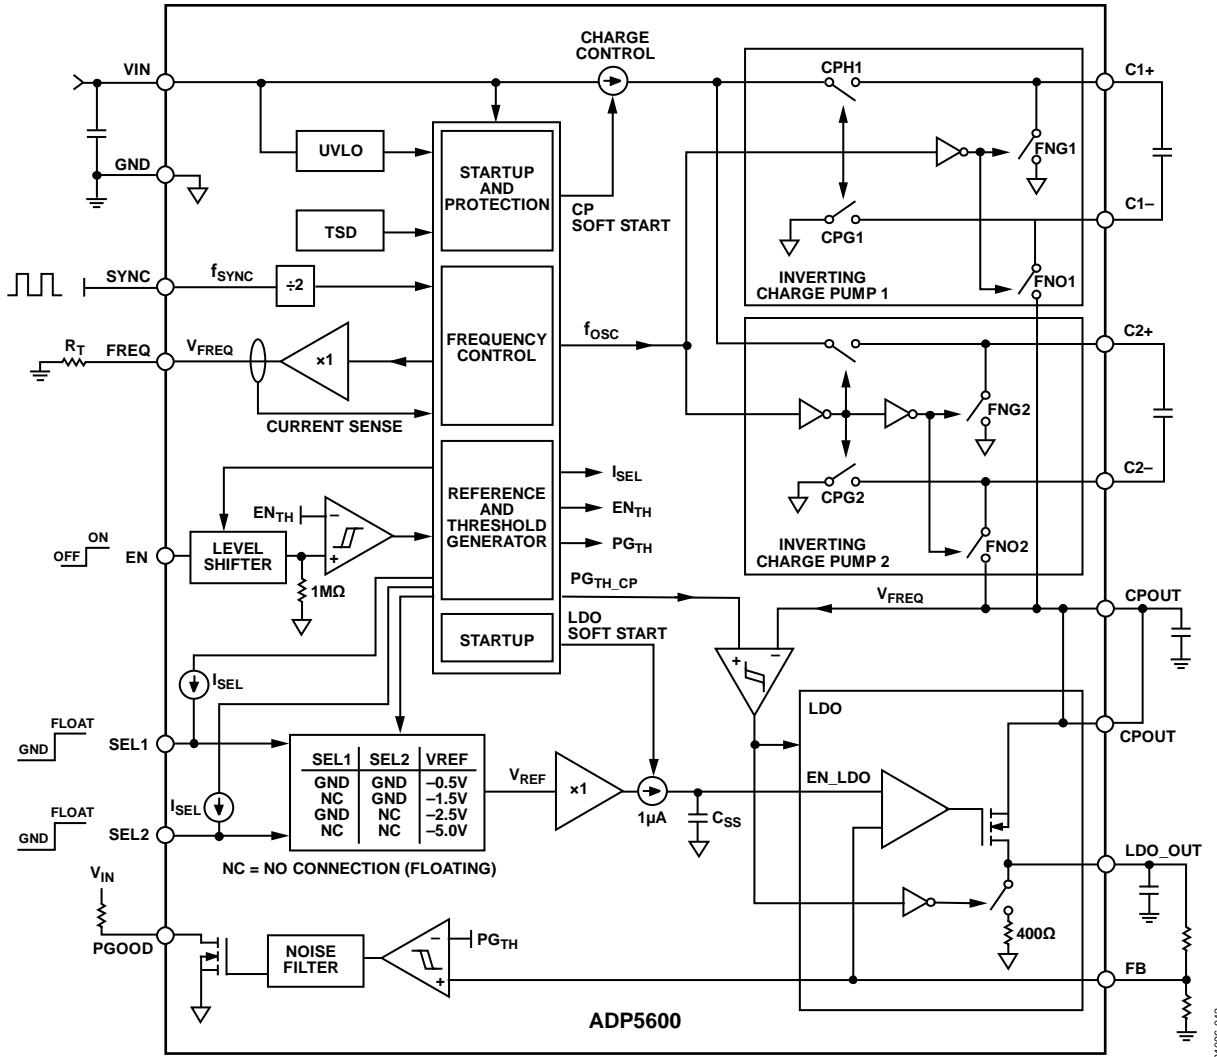 CHARGE
CONTROL
VIN
CPH1
C1+
UVLO
STARTUP
AND
PROTECTION
FNG1
GND
CP
SOFT START
C1–
TSD
CPG1
SYNC
fSYNC
÷2
INVERTING
CHARGE PUMP 1
FNO1
RT
FREQ
VFREQ
×1
FREQUENCY
CONTROL
fOSC
C2+
CURRENT SENSE
FNG2
REFERENCE
AND
THRESHOLD
GENERATOR
ISEL
ENTH
PGTH
CPG2
C2–
ENTH
–
+
ON
OFF
EN
LEVEL
SHIFTER
1MΩ
INVERTING
CHARGE PUMP 2
FNO2
PGTH_CP
VFREQ
CPOUT
STARTUP
LDO
SOFT START
+
–
ISEL
LDO
CPOUT
FLOAT
GND
SEL1
SEL1 SEL2 VREF
GND GND –0.5V
NC GND –1.5V
GND NC –2.5V
NC NC –5.0V
VREF
×1
1µA
CSS
EN_LDO
ISEL
FLOAT
GND
SEL2
NC = NO CONNECTION (FLOATING)
LDO_OUT
VIN
PGOOD
NOISE
FILTER
–
+
PGTH
400Ω
FB
ADP5600